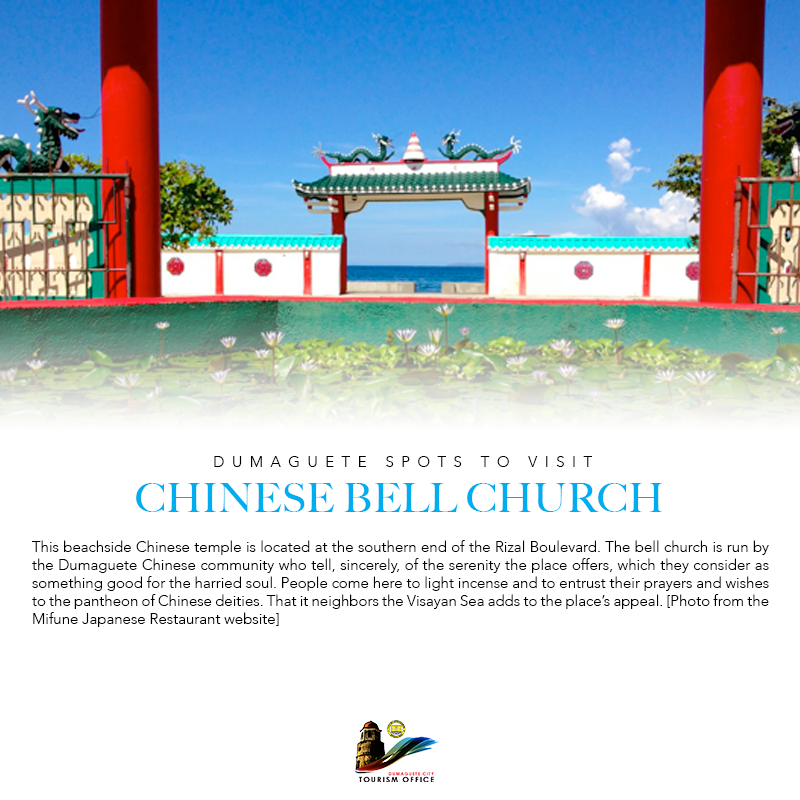 DUMAGUETE SPOTS TO VISIT
CHINESE BELL CHURCH
This beachside Chinese temple is located at the southern end of the Rizal Boulevard. The bell church is run by
the Dumaguete Chinese community who tell, sincerely, of the serenity the place offers, which they consider as
something good for the harried soul. People come here to light incense and to entrust their prayers and wishes
to the pantheon of Chinese deities. That it neighbors the Visayan Sea adds to the place’s appeal. [Photo from the
Mifune Japanese Restaurant website]
DUMAGUETE CITY
TOURISM OFFICE